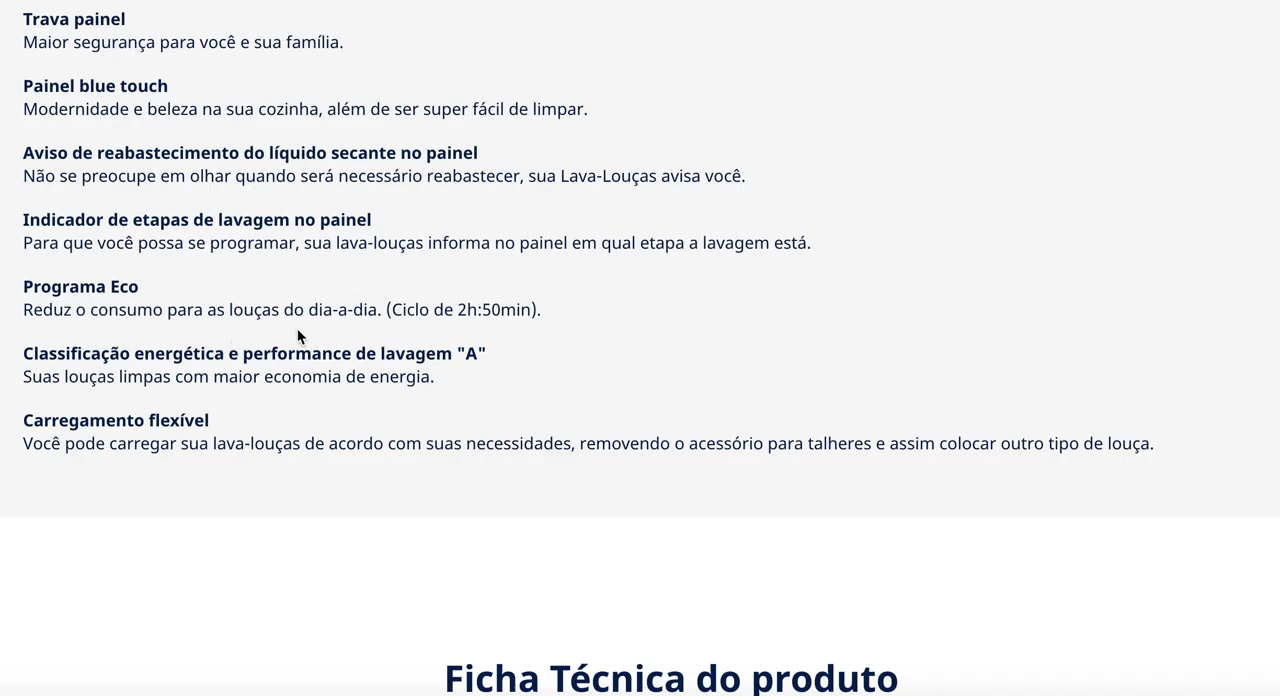 Trava painel
Maior segurança para você e sua família.
Painel blue touch
Modernidade e beleza na sua cozinha, além de ser super fácil de limpar.
Aviso de reabastecimento do líquido secante no painel
Não se preocupe em olhar quando será necessário reabastecer, sua Lava-Louças avisa você.
Indicador de etapas de lavagem no painel
Para que você possa se programar, sua lava-louças informa no painel em qual etapa a lavagem está.
Programa Eco
Reduz o consumo para as louças do dia-a-dia. (Ciclo de 2h:50min).
Classificação energética e performance de lavagem "A"
Suas louças limpas com maior economia de energia.
Carregamento flexível
Você pode carregar sua lava-louças de acordo com suas necessidades, removendo o acessório para talheres e assim colocar outro tipo de louça.
Ficha Técnica do produto